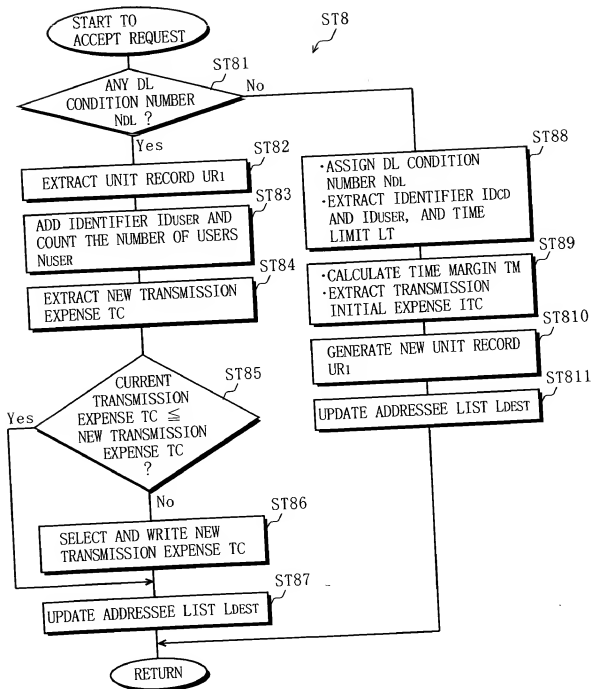 START TO
ACCEPT REQUEST
ST8
ST81
ANY DL
CONDITION NUMBER
NDL ?
No
Yes
ST82
EXTRACT UNIT RECORD UR1
ST83
ADD IDENTIFIER IDUSER AND
COUNT THE NUMBER OF USERS
NUSER
ST84
EXTRACT NEW TRANSMISSION
EXPENSE TC
ST85
CURRENT
TRANSMISSION
EXPENSE TC ≦
NEW TRANSMISSION
EXPENSE TC
?
Yes
No
ST86
SELECT AND WRITE NEW
TRANSMISSION EXPENSE TC
ST87
UPDATE ADDRESSEE LIST LDEST
RETURN
ST88
・ASSIGN DL CONDITION
NUMBER NDL
・EXTRACT IDENTIFIER IDCD
AND IDUSER, AND TIME
LIMIT LT
ST89
・CALCULATE TIME MARGIN TM
・EXTRACT TRANSMISSION
INITIAL EXPENSE ITC
ST810
GENERATE NEW UNIT RECORD
UR1
ST811
UPDATE ADDRESSEE LIST LDEST